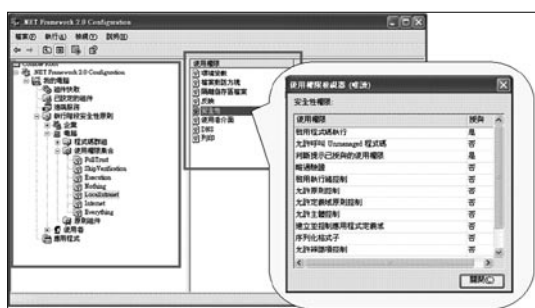 .NET Framework 2.0 Configuration
檔案(F) 執行(A) 檢視(V) 說明(H)
.NET Framework 2.0 Configuration
我的電腦
組件快取
已設定的組件
遠端服務
執行階段安全性原則
企業
電腦
程式碼群組
使用權限集合
FullTrust
SkipVerification
Execution
Nothing
LocalIntranet
Internet
Everything
原則組件
使用者
應用程式
使用權限
環境變數
檔案對話方塊
隔離儲存區檔案
反映
安全性
使用者介面
DNS
列印
使用權限檢視器 (唯讀)
安全性權限:
使用權限 授與
啟用程式碼執行 是
允許呼叫 Unmanaged 程式碼 否
判斷提示已授與的使用權限 是
略過驗證 否
啟用執行緒控制 否
允許原則控制 否
允許定義域原則控制 否
允許主體控制 否
建立並控制應用程式定義域 否
序列化格式子 否
允許辨識項控制 否
關閉(C)